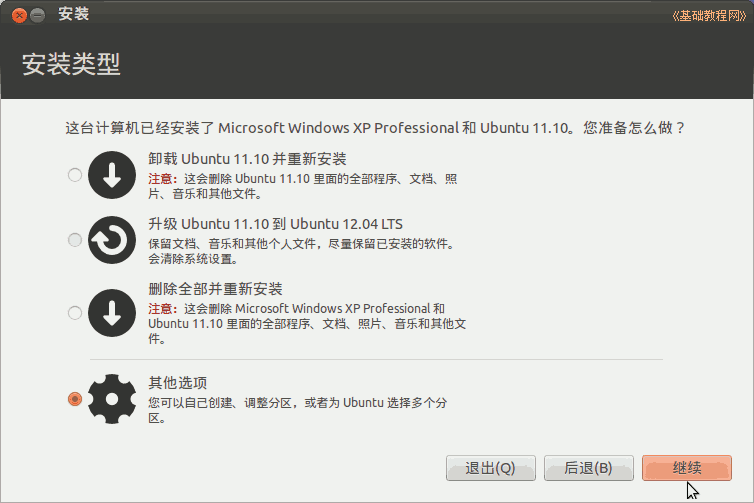 安装
《基础教程网》
安装类型
这台计算机已经安装了 Microsoft Windows XP Professional 和 Ubuntu 11.10。您准备怎么做？
卸载 Ubuntu 11.10 并重新安装
注意：这会删除 Ubuntu 11.10 里面的全部程序、文档、照
片、音乐和其他文件。
升级 Ubuntu 11.10 到 Ubuntu 12.04 LTS
保留文档、音乐和其他个人文件，尽量保留已安装的软件。
会清除系统设置。
删除全部并重新安装
注意：这会删除 Microsoft Windows XP Professional 和
Ubuntu 11.10 里面的全部程序、文档、照片、音乐和其他文
件。
其他选项
您可以自己创建、调整分区，或者为 Ubuntu 选择多个分
区。
退出(Q)
后退(B)
继续